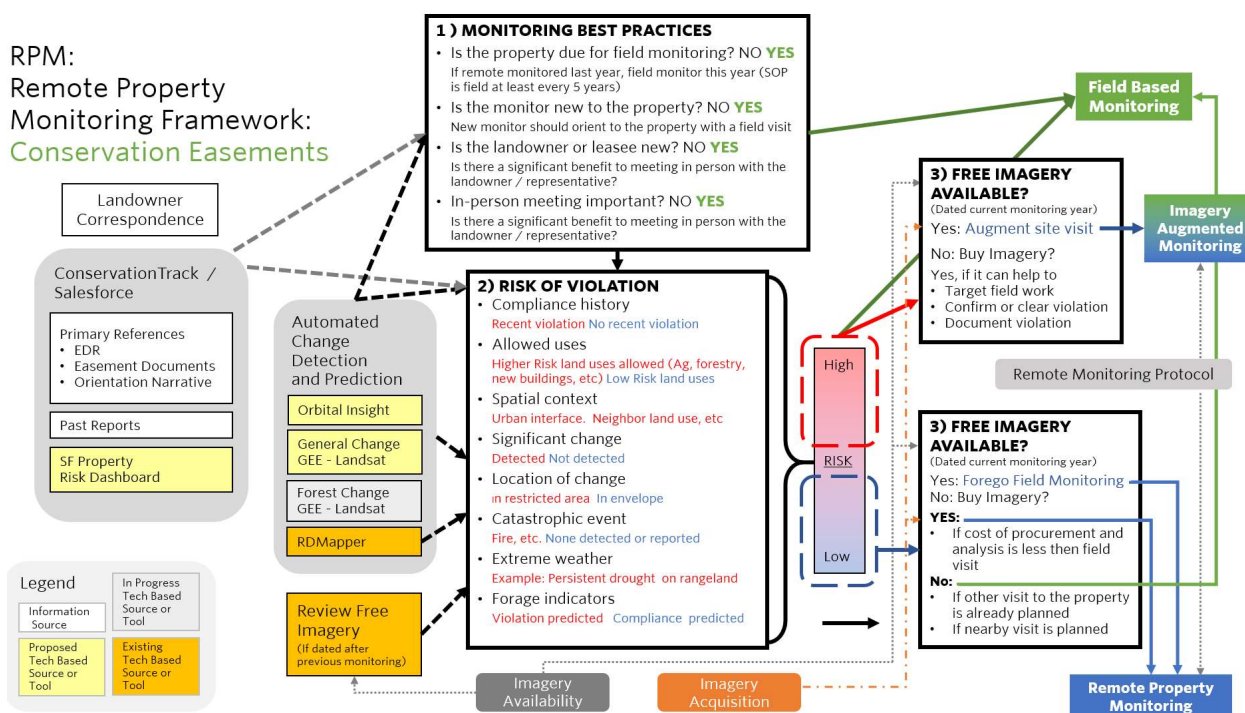 RPM:
Remote Property
Monitoring Framework:
Conservation Easements
Landowner
Correspondence
ConservationTrack /
Salesforce
Primary References
• EDR
• Easement Documents
• Orientation Narrative
Past Reports
SF Property
Risk Dashboard
Legend
Information
Source
In Progress
Tech Based
Source or
Tool
Proposed
Tech Based
Source or
Tool
Existing
Tech Based
Source or
Tool
Automated
Change
Detection
and Prediction
Orbital Insight
General Change
GEE - Landsat
Forest Change
GEE - Landsat
RDMapper
Review Free
Imagery
(If dated after
previous monitoring)
1 ) MONITORING BEST PRACTICES
• Is the property due for field monitoring? NO YES
If remote monitored last year, field monitor this year (SOP
is field at least every 5 years)
• Is the monitor new to the property? NO YES
New monitor should orient to the property with a field visit
• Is the landowner or leasee new? NO YES
Is there a significant benefit to meeting in person with the
landowner / representative?
• In-person meeting important? NO YES
Is there a significant benefit to meeting in person with the
landowner / representative?
2) RISK OF VIOLATION
• Compliance history
Recent violation No recent violation
• Allowed uses
Higher Risk land uses allowed (Ag, forestry,
new buildings, etc) Low Risk land uses
• Spatial context
Urban interface. Neighbor land use, etc
• Significant change
Detected Not detected
• Location of change
in restricted area In envelope
• Catastrophic event
Fire, etc. None detected or reported
• Extreme weather
Example: Persistent drought on rangeland
• Forage indicators
Violation predicted Compliance predicted
High
RISK
Low
Field Based
Monitoring
3) FREE IMAGERY
AVAILABLE?
(Dated current monitoring year)
Yes: Augment site visit
No: Buy Imagery?
Yes, if it can help to
• Target field work
• Confirm or clear violation
• Document violation
Imagery
Augmented
Monitoring
Remote Monitoring Protocol
3) FREE IMAGERY
AVAILABLE?
(Dated current monitoring year)
Yes: Forego Field Monitoring
No: Buy Imagery?
YES:
• If cost of procurement and
analysis is less then field
visit
No:
• If other visit to the property
is already planned
• If nearby visit is planned
Imagery
Availability
Imagery
Acquisition
Remote Property
Monitoring